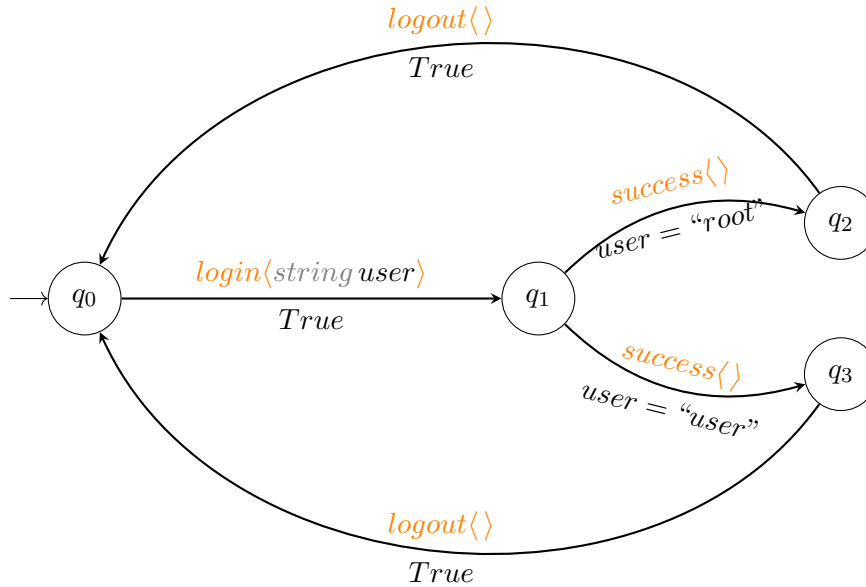 logout⟨ ⟩
True
success⟨⟩
user = “root”
q2
login⟨string user⟩
q0
q1
True
success⟨⟩
q3
user = “user”
logout⟨ ⟩
True